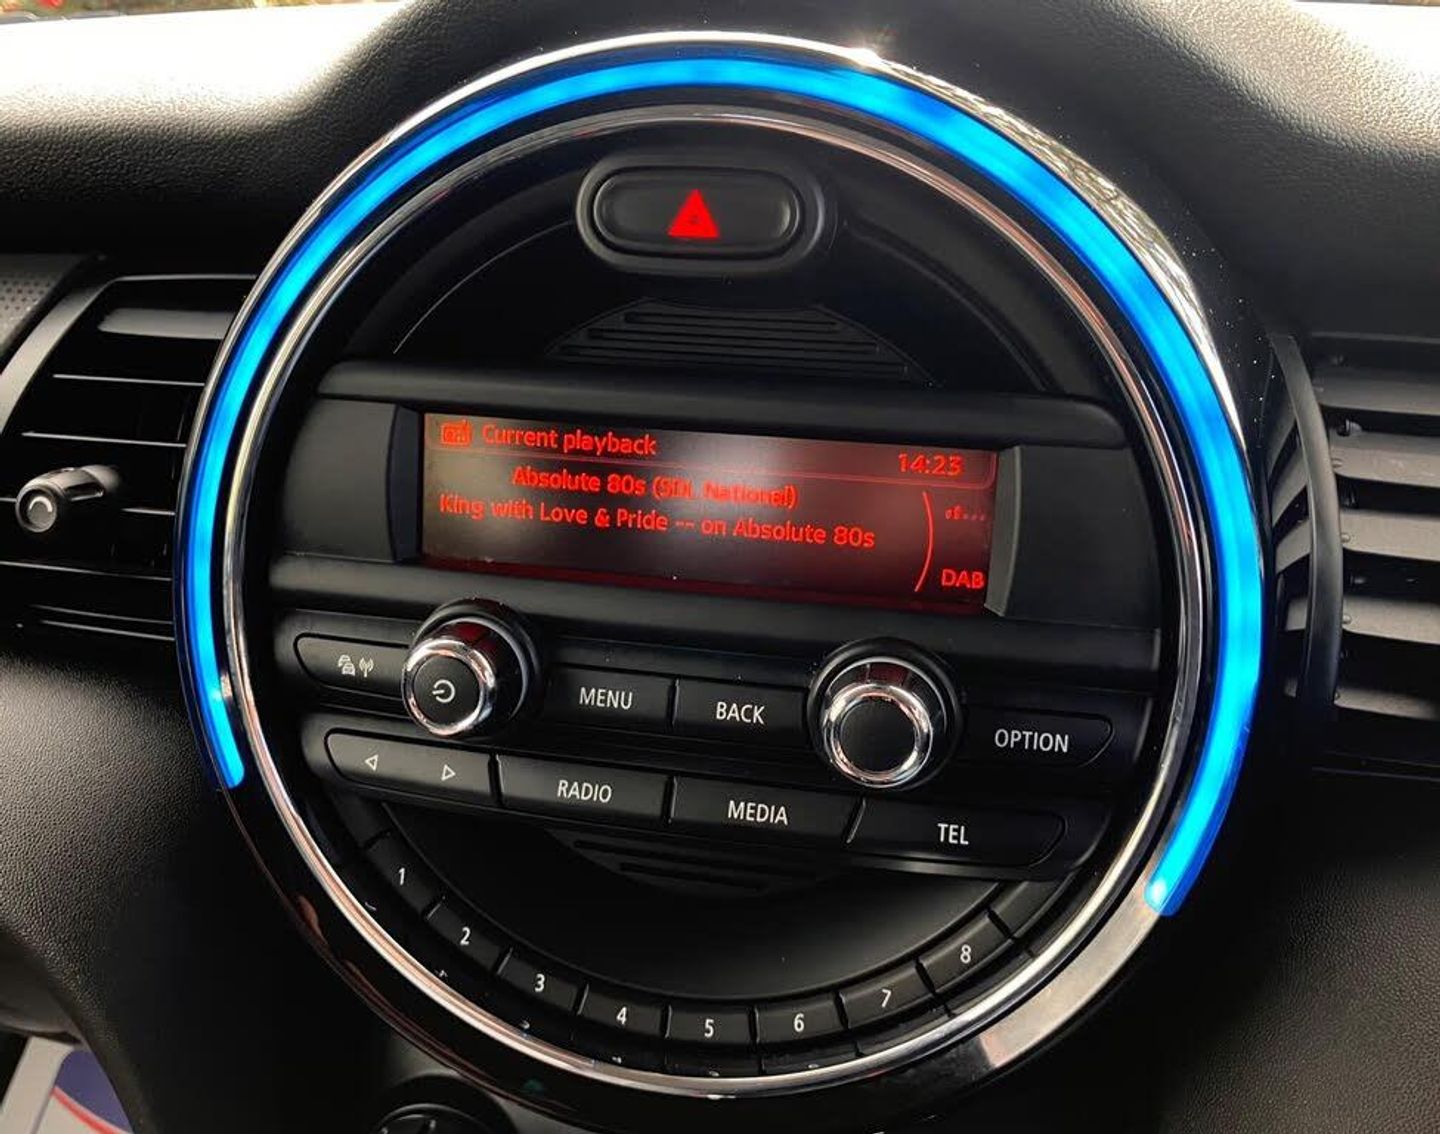 Current playback 14:23
Absolute 80s (SDL National)
King with Love & Pride -- on Absolute 80s
DAB
MENU
BACK
OPTION
RADIO
MEDIA
TEL
1
2
3
4
5
6
7
8